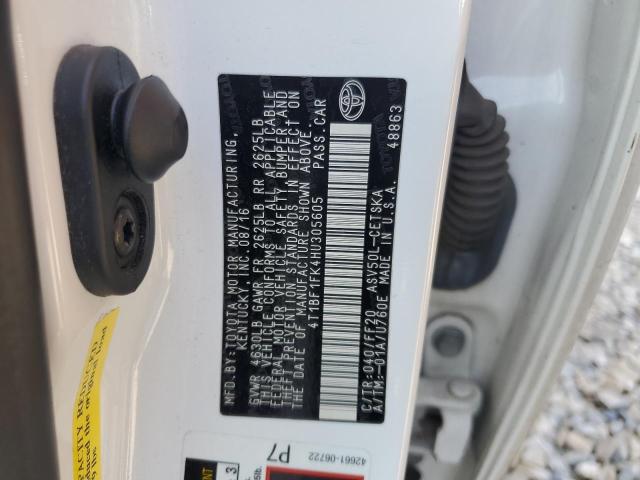 MFD.BY:TOYOTA MOTOR MANUFACTURING,
KENTUCKY,INC. 08/16
GVWR 4630LB GAWR FR 2625LB RR 2625LB
THIS VEHICLE CONFORMS TO ALL APPLICABLE
FEDERAL MOTOR VEHICLE SAFETY BUMPER AND
THEFT PREVENTION STANDARDS IN EFFECT ON
THE DATE OF MANUFACTURE SHOWN ABOVE.
4T1BF1FK4HU305605 PASS.CAR
C/TR:040/FF20 ASV50L-CETSKA
A/TM:-01A/U760E MADE IN U.S.A.
48863
42661-06722
P7
CAPACITY REDUCED